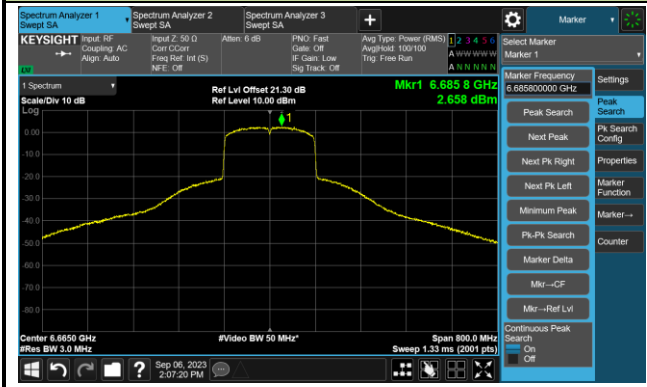 Spectrum Analyzer 1
Swept SA
Spectrum Analyzer 2
Swept SA
Spectrum Analyzer 3
Swept SA
+
Marker
KEYSIGHT
Input: RF
Coupling: AC
Align: Auto
Input Z: 50 Ω
Corr CCorr
Freq Ref: Int (S)
NFE: Off
Atten: 6 dB
PNO: Fast
Gate: Off
IF Gain: Low
Sig Track: Off
Avg Type: Power (RMS)
Avg|Hold: 100/100
Trig: Free Run
1 2 3 4 5 6
A W W W W W
A N N N N N
Select Marker
Marker 1
1 Spectrum
Scale/Div 10 dB
Log
Ref Lvl Offset 21.30 dB
Ref Level 10.00 dBm
Mkr1 6.685 8 GHz
2.658 dBm
1
0.00
-10.0
-20.0
-30.0
-40.0
-50.0
-60.0
-70.0
-80.0
Center 6.6650 GHz
#Res BW 3.0 MHz
#Video BW 50 MHz*
Span 800.0 MHz
Sweep 1.33 ms (2001 pts)
Marker Frequency
6.685800000 GHz
Peak Search
Next Peak
Next Pk Right
Next Pk Left
Minimum Peak
Pk-Pk Search
Marker Delta
Mkr→CF
Mkr→Ref Lvl
Continuous Peak
Search
On
Off
Settings
Peak
Search
Pk Search
Config
Properties
Marker
Function
Marker→
Counter
?
Sep 06, 2023
2:07:20 PM